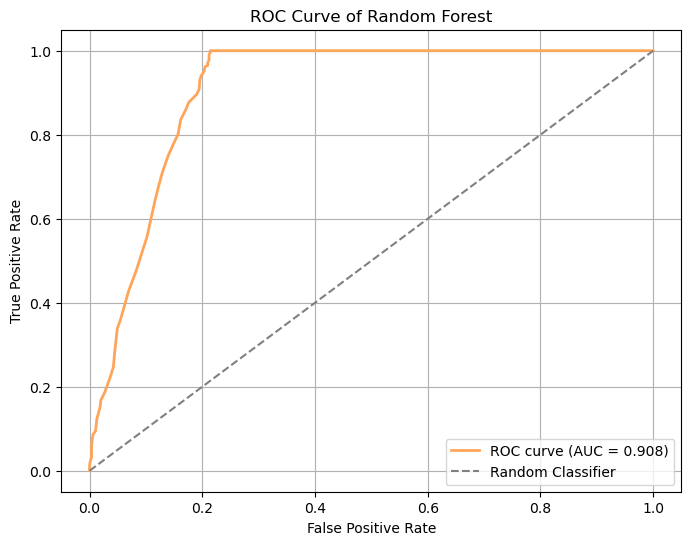 ROC Curve of Random Forest
True Positive Rate
1.0
0.8
0.6
0.4
0.2
0.0
ROC curve (AUC = 0.908)
Random Classifier
0.0 0.2 0.4 0.6 0.8 1.0
False Positive Rate